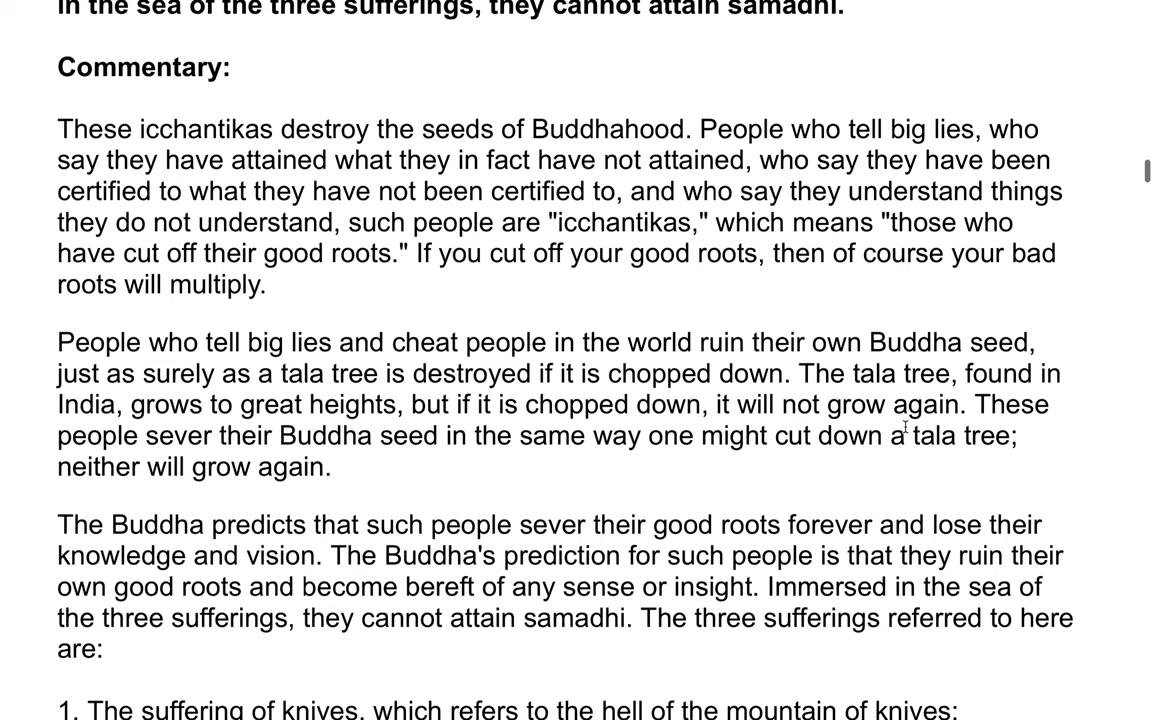 in the sea of the three sufferings, they cannot attain samadhi.
Commentary:
These icchantikas destroy the seeds of Buddhahood. People who tell big lies, who
say they have attained what they in fact have not attained, who say they have been
certified to what they have not been certified to, and who say they understand things
they do not understand, such people are "icchantikas," which means "those who
have cut off their good roots." If you cut off your good roots, then of course your bad
roots will multiply.
People who tell big lies and cheat people in the world ruin their own Buddha seed,
just as surely as a tala tree is destroyed if it is chopped down. The tala tree, found in
India, grows to great heights, but if it is chopped down, it will not grow again. These
people sever their Buddha seed in the same way one might cut down a tala tree;
neither will grow again.
The Buddha predicts that such people sever their good roots forever and lose their
knowledge and vision. The Buddha's prediction for such people is that they ruin their
own good roots and become bereft of any sense or insight. Immersed in the sea of
the three sufferings, they cannot attain samadhi. The three sufferings referred to here
are:
1. The suffering of knives, which refers to the hell of the mountain of knives;